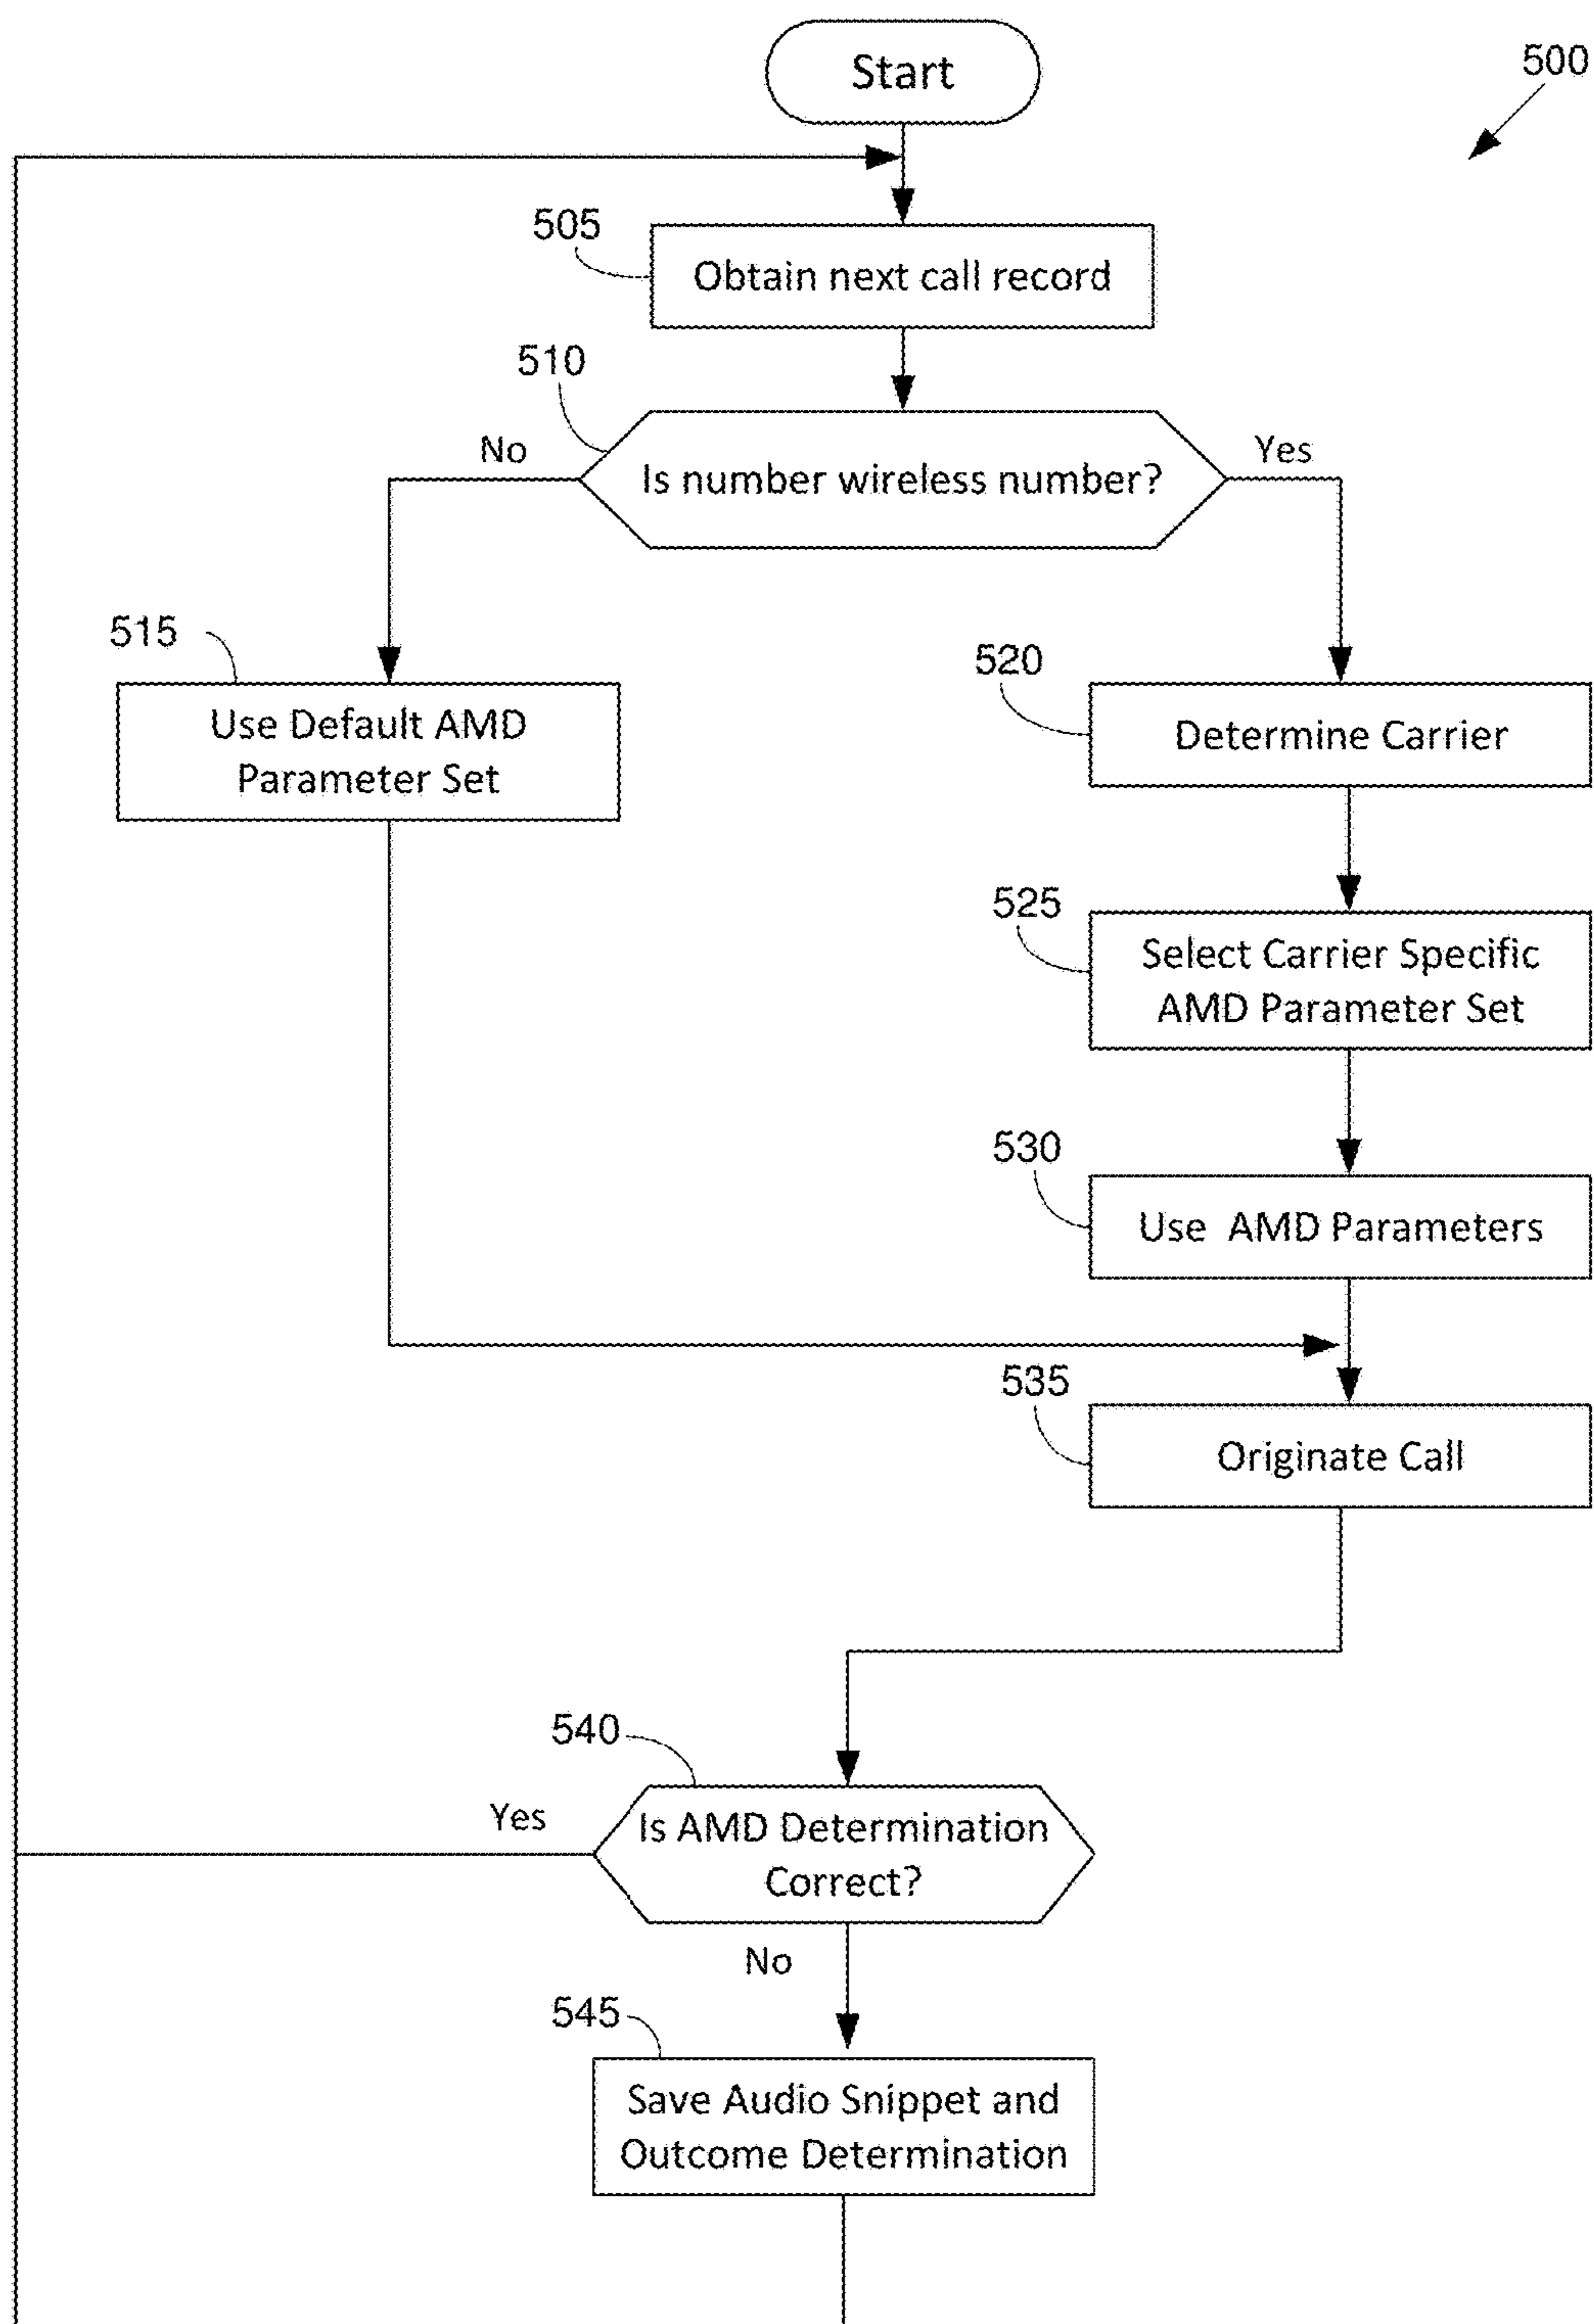 Start
500
505
Obtain next call record
510
No
Yes
Is number wireless number?
515
Use Default AMD
Parameter Set
520
Determine Carrier
525
Select Carrier Specific
AMD Parameter Set
530
Use AMD Parameters
535
Originate Call
540
Yes
Is AMD Determination
Correct?
No
545
Save Audio Snippet and
Outcome Determination